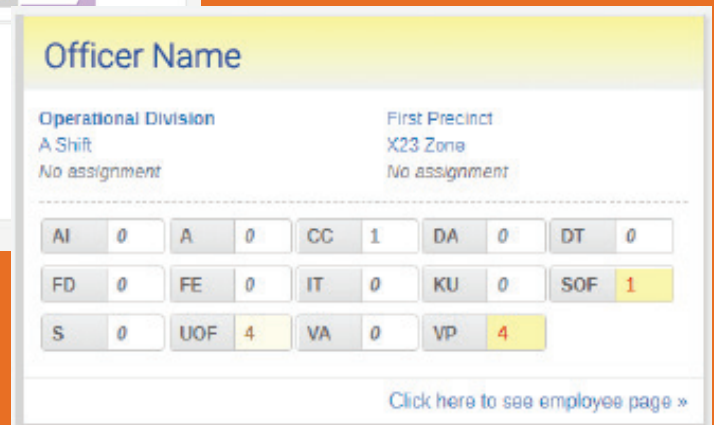 Officer Name
Operational Division First Precinct
A Shift X23 Zone
No assignment No assignment
AI 0 A 0 CC 1 DA 0 DT 0
FD 0 FE 0 IT 0 KU 0 SOF 1
S 0 UOF 4 VA 0 VP 4
Click here to see employee page »